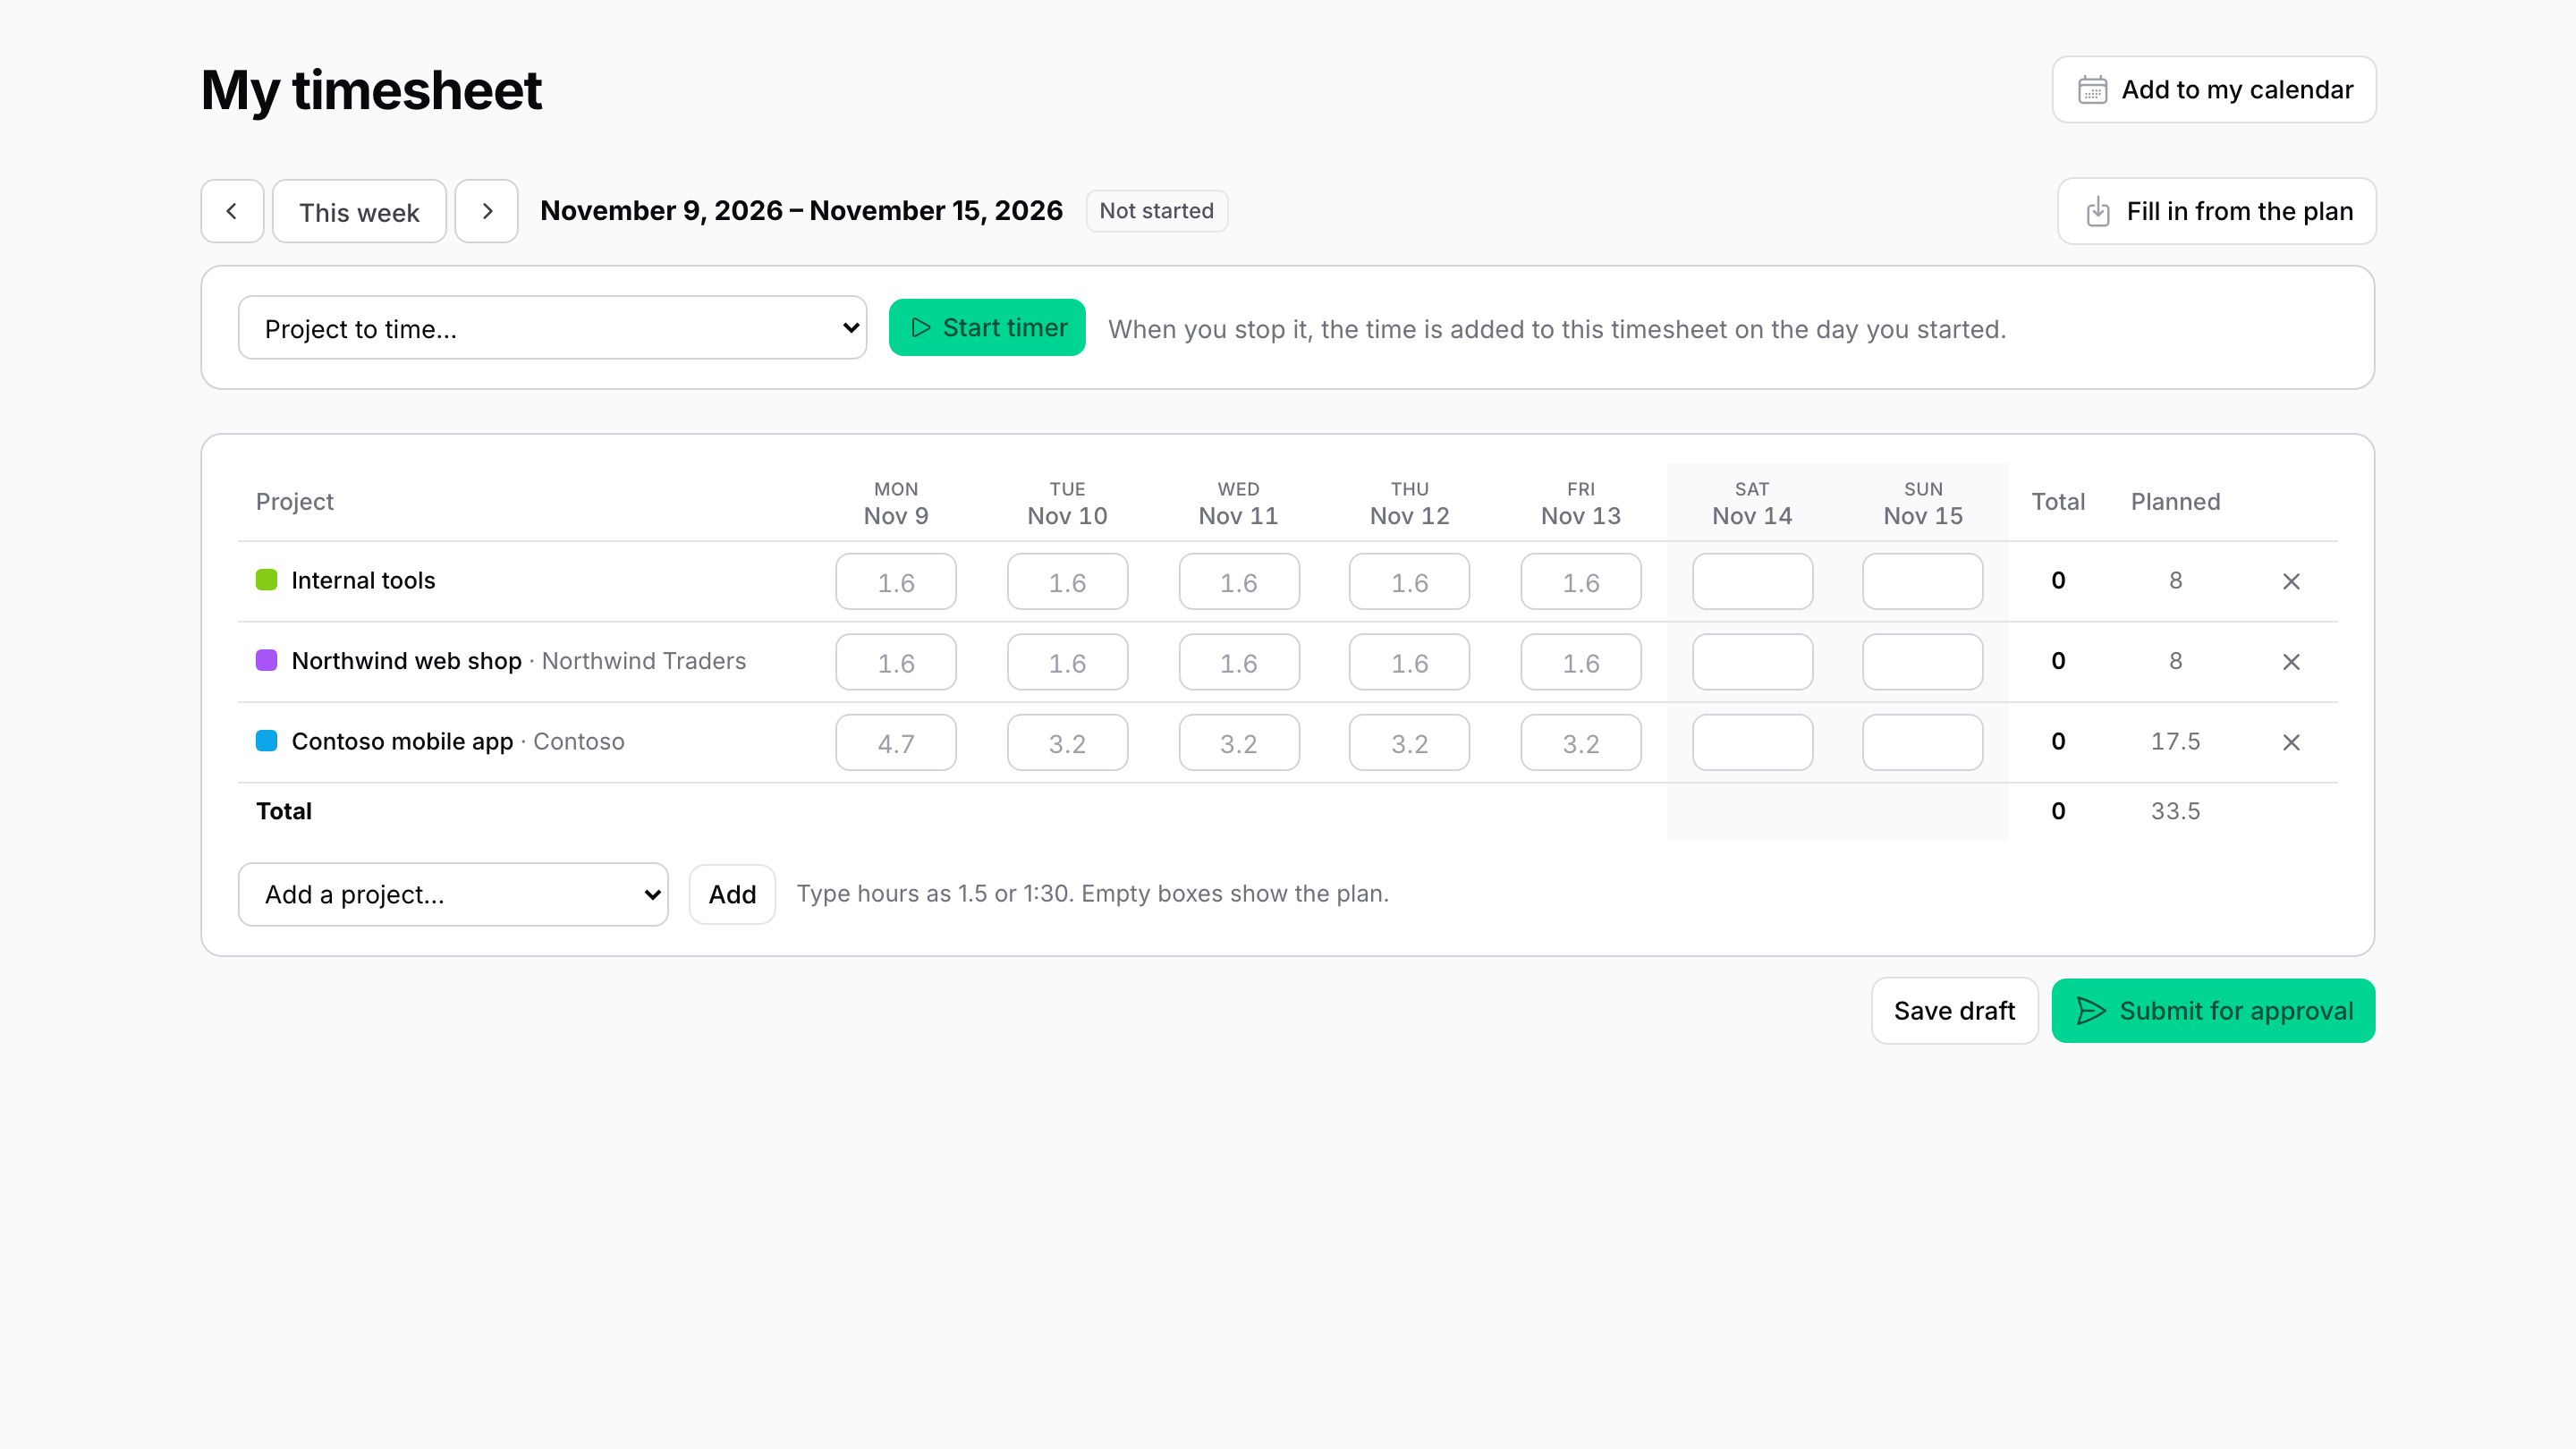 My timesheet
Add to my calendar
This week
November 9, 2026 – November 15, 2026
Not started
Fill in from the plan
Project to time...
Start timer
When you stop it, the time is added to this timesheet on the day you started.
Project MON Nov 9 TUE Nov 10 WED Nov 11 THU Nov 12 FRI Nov 13 SAT Nov 14 SUN Nov 15 Total Planned
Internal tools 1.6 1.6 1.6 1.6 1.6 0 8
Northwind web shop · Northwind Traders 1.6 1.6 1.6 1.6 1.6 0 8
Contoso mobile app · Contoso 4.7 3.2 3.2 3.2 3.2 0 17.5
Total 0 33.5
Add a project...
Add
Type hours as 1.5 or 1:30. Empty boxes show the plan.
Save draft
Submit for approval